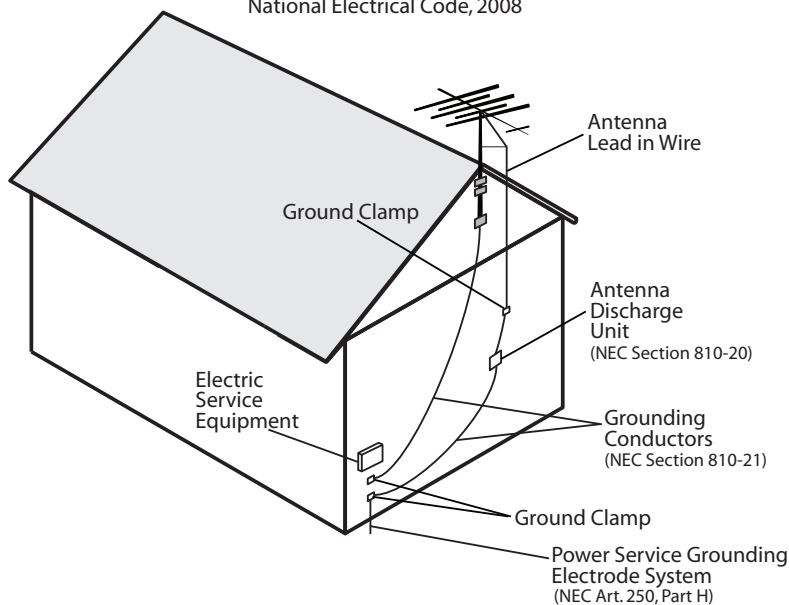 National Electrical Code, 2008
Antenna
Lead in Wire
Ground Clamp
Antenna
Discharge
Unit
(NEC Section 810-20)
Electric
Service
Equipment
Grounding
Conductors
(NEC Section 810-21)
Ground Clamp
Power Service Grounding
Electrode System
(NEC Art. 250, Part H)